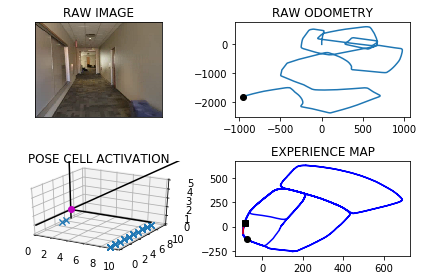 RAW IMAGE
RAW ODOMETRY
0
−1000
−2000
−1000 −500 0 500 1000
POSE CELL ACTIVATION
0 2 4 6 8 10
0 2 4 6 8 10
0 1 2 3 4 5
EXPERIENCE MAP
500
250
0
−250
0 200 400 600